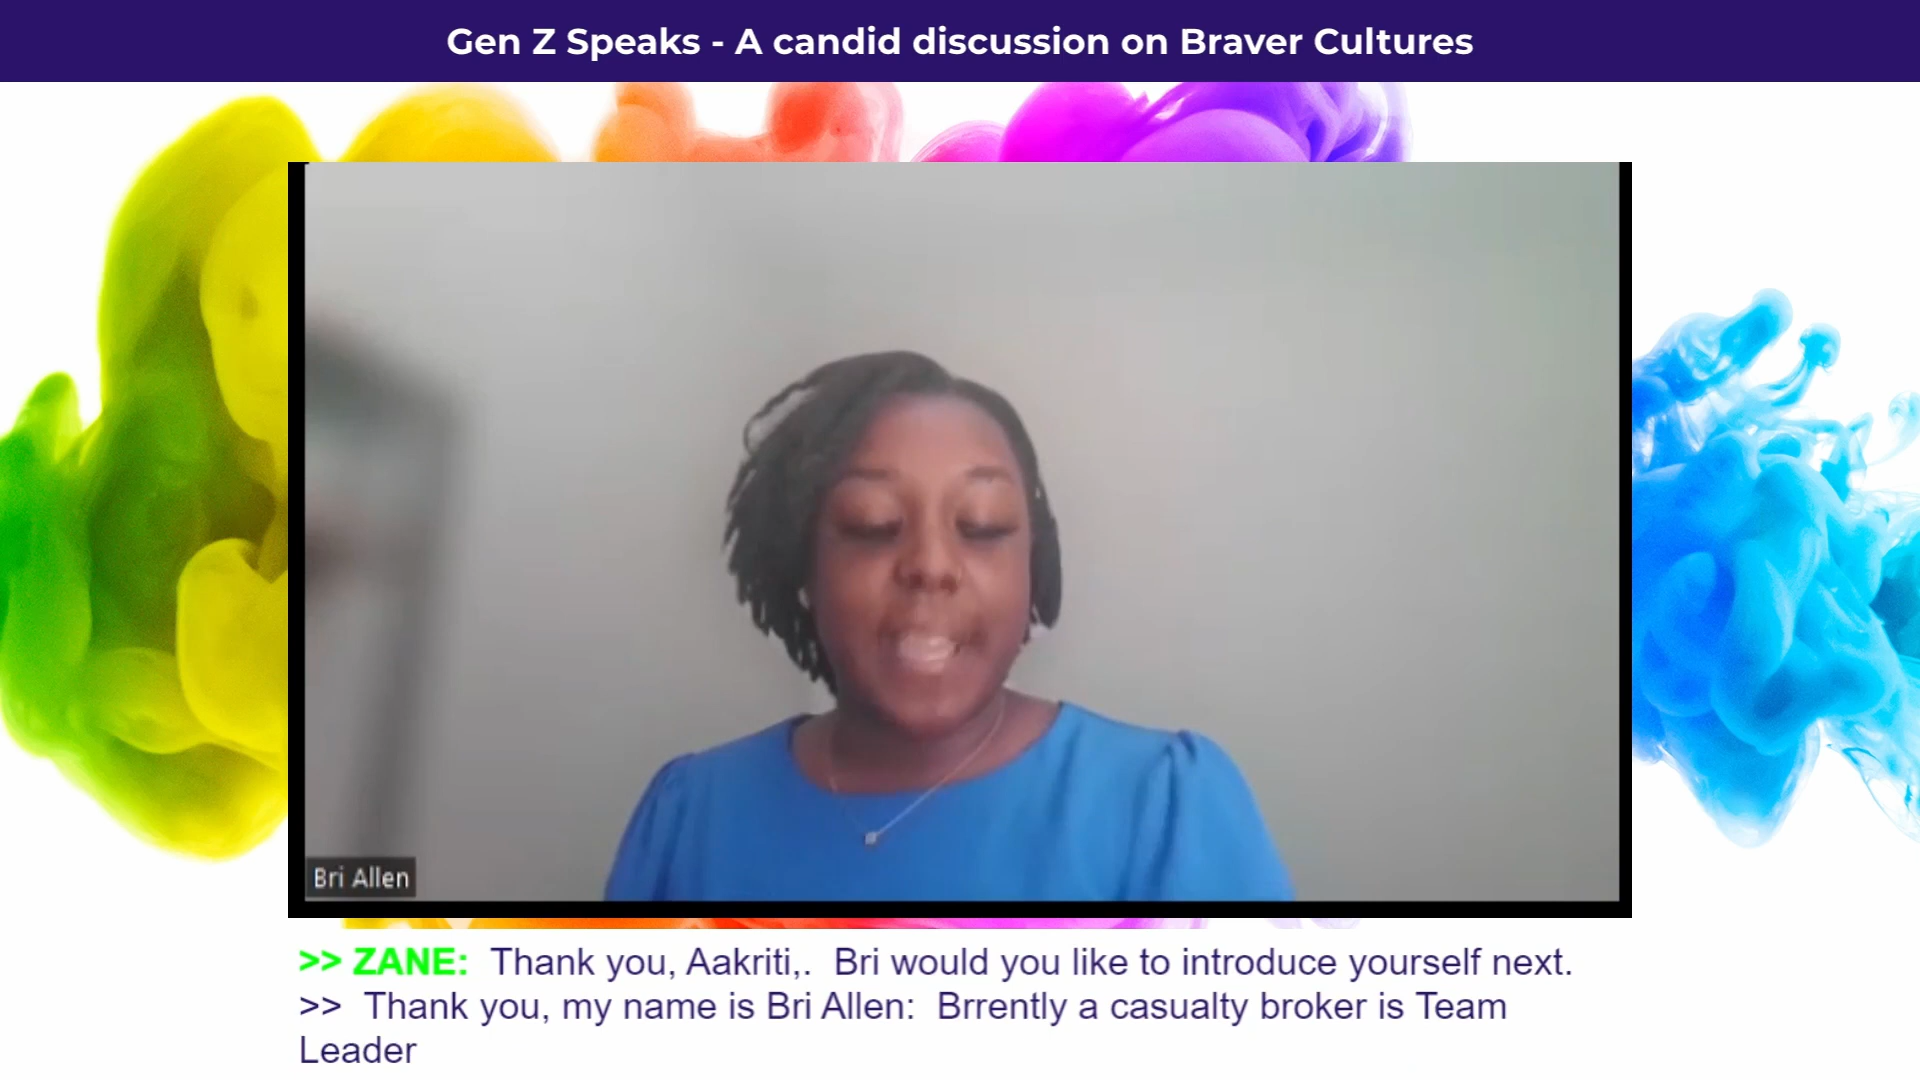 Gen Z Speaks - A candid discussion on Braver Cultures
Bri Allen
>> ZANE: Thank you, Aakriti,. Bri would you like to introduce yourself next.
>> Thank you, my name is Bri Allen: Brrently a casualty broker is Team
Leader